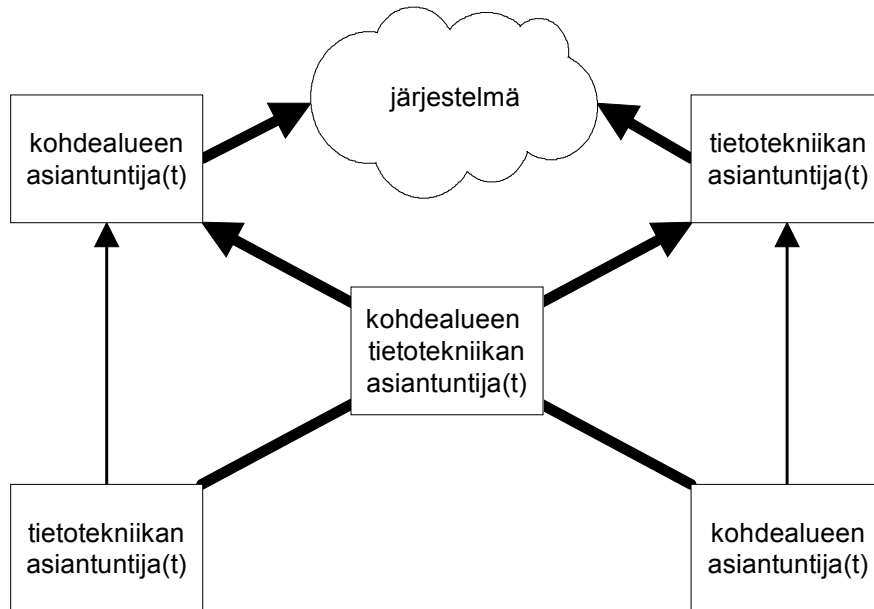 järjestelmä
kohdealueen
asiantuntija(t)
tietotekniikan
asiantuntija(t)
kohdealueen
tietotekniikan
asiantuntija(t)
tietotekniikan
asiantuntija(t)
kohdealueen
asiantuntija(t)